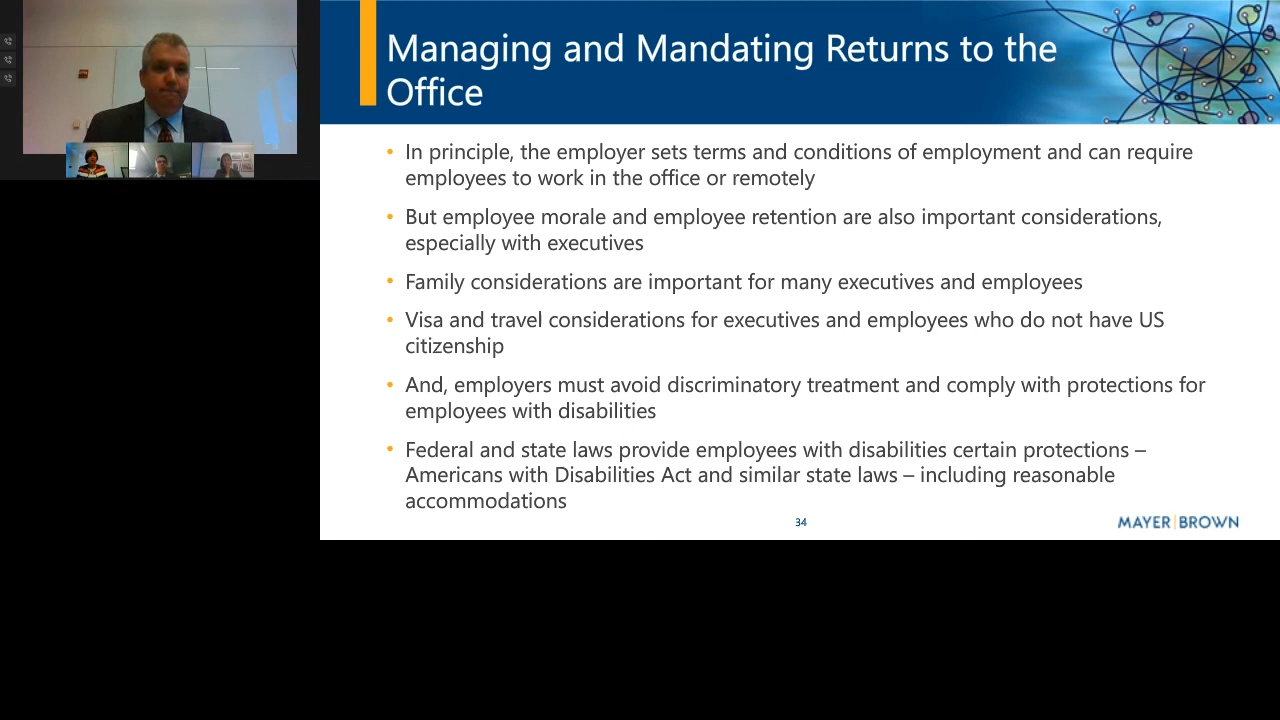 Managing and Mandating Returns to the
Office
• In principle, the employer sets terms and conditions of employment and can require
employees to work in the office or remotely
• But employee morale and employee retention are also important considerations,
especially with executives
• Family considerations are important for many executives and employees
• Visa and travel considerations for executives and employees who do not have US
citizenship
• And, employers must avoid discriminatory treatment and comply with protections for
employees with disabilities
• Federal and state laws provide employees with disabilities certain protections –
Americans with Disabilities Act and similar state laws – including reasonable
accommodations
34
MAYER|BROWN